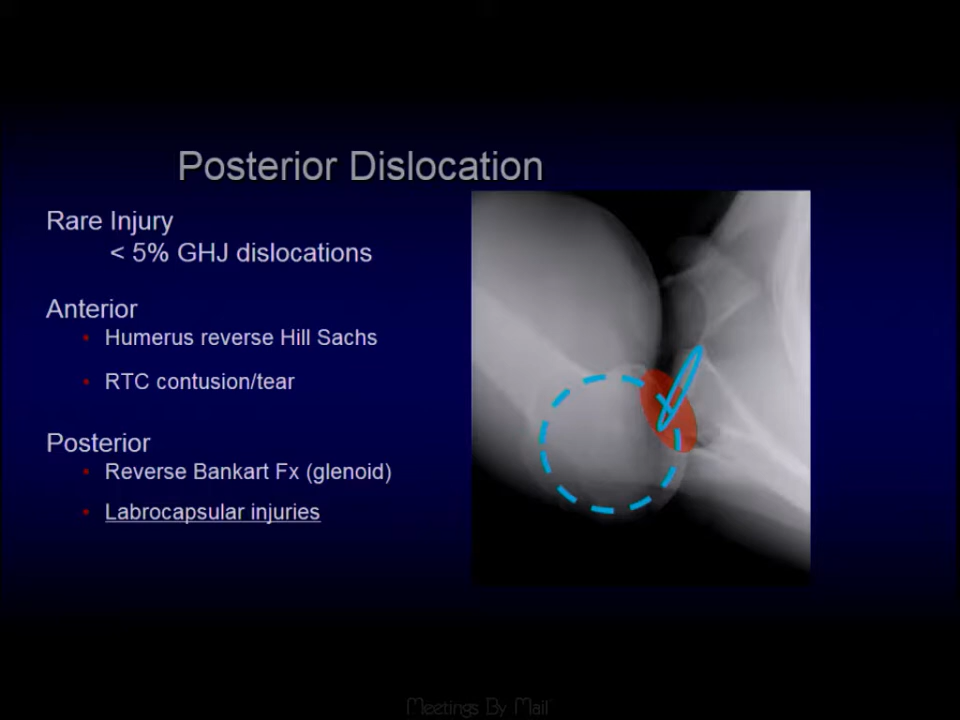 Posterior Dislocation
Rare Injury
< 5% GHJ dislocations
Anterior
• Humerus reverse Hill Sachs
• RTC contusion/tear
Posterior
• Reverse Bankart Fx (glenoid)
• Labrocapsular injuries
Meetings By Mail